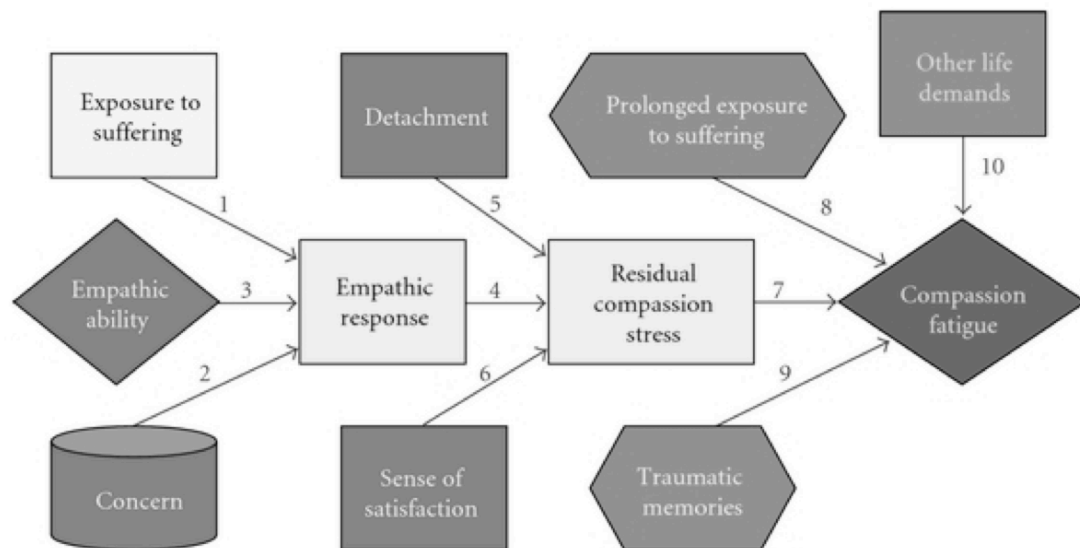 Exposure to
suffering
Detachment
Prolonged exposure
to suffering
Other life
demands
1
5
8
10
Empathic
ability
3
Empathic
response
4
Residual
compassion
stress
7
Compassion
fatigue
2
6
9
Concern
Sense of
satisfaction
Traumatic
memories